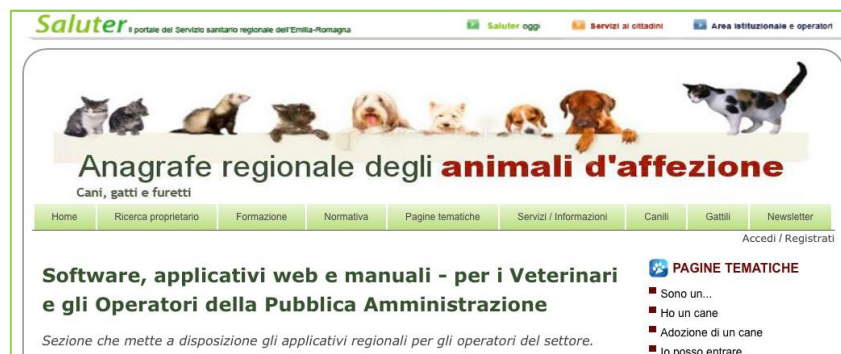 Saluter Il portale del Servizio sanitario regionale dell'Emilia-Romagna
Saluter oggi
Servizi ai cittadini
Area istituzionale e operatori
Anagrafe regionale degli animali d'affezione
Cani, gatti e furetti
Home Ricerca proprietario Formazione Normativa Pagine tematiche Servizi / Informazioni Canili Gattili Newsletter
Accedi / Registrati
Software, applicativi web e manuali - per i Veterinari
e gli Operatori della Pubblica Amministrazione
Sezione che mette a disposizione gli applicativi regionali per gli operatori del settore.
PAGINE TEMATICHE
Sono un...
Ho un cane
Adozione di un cane
Io posso entrare